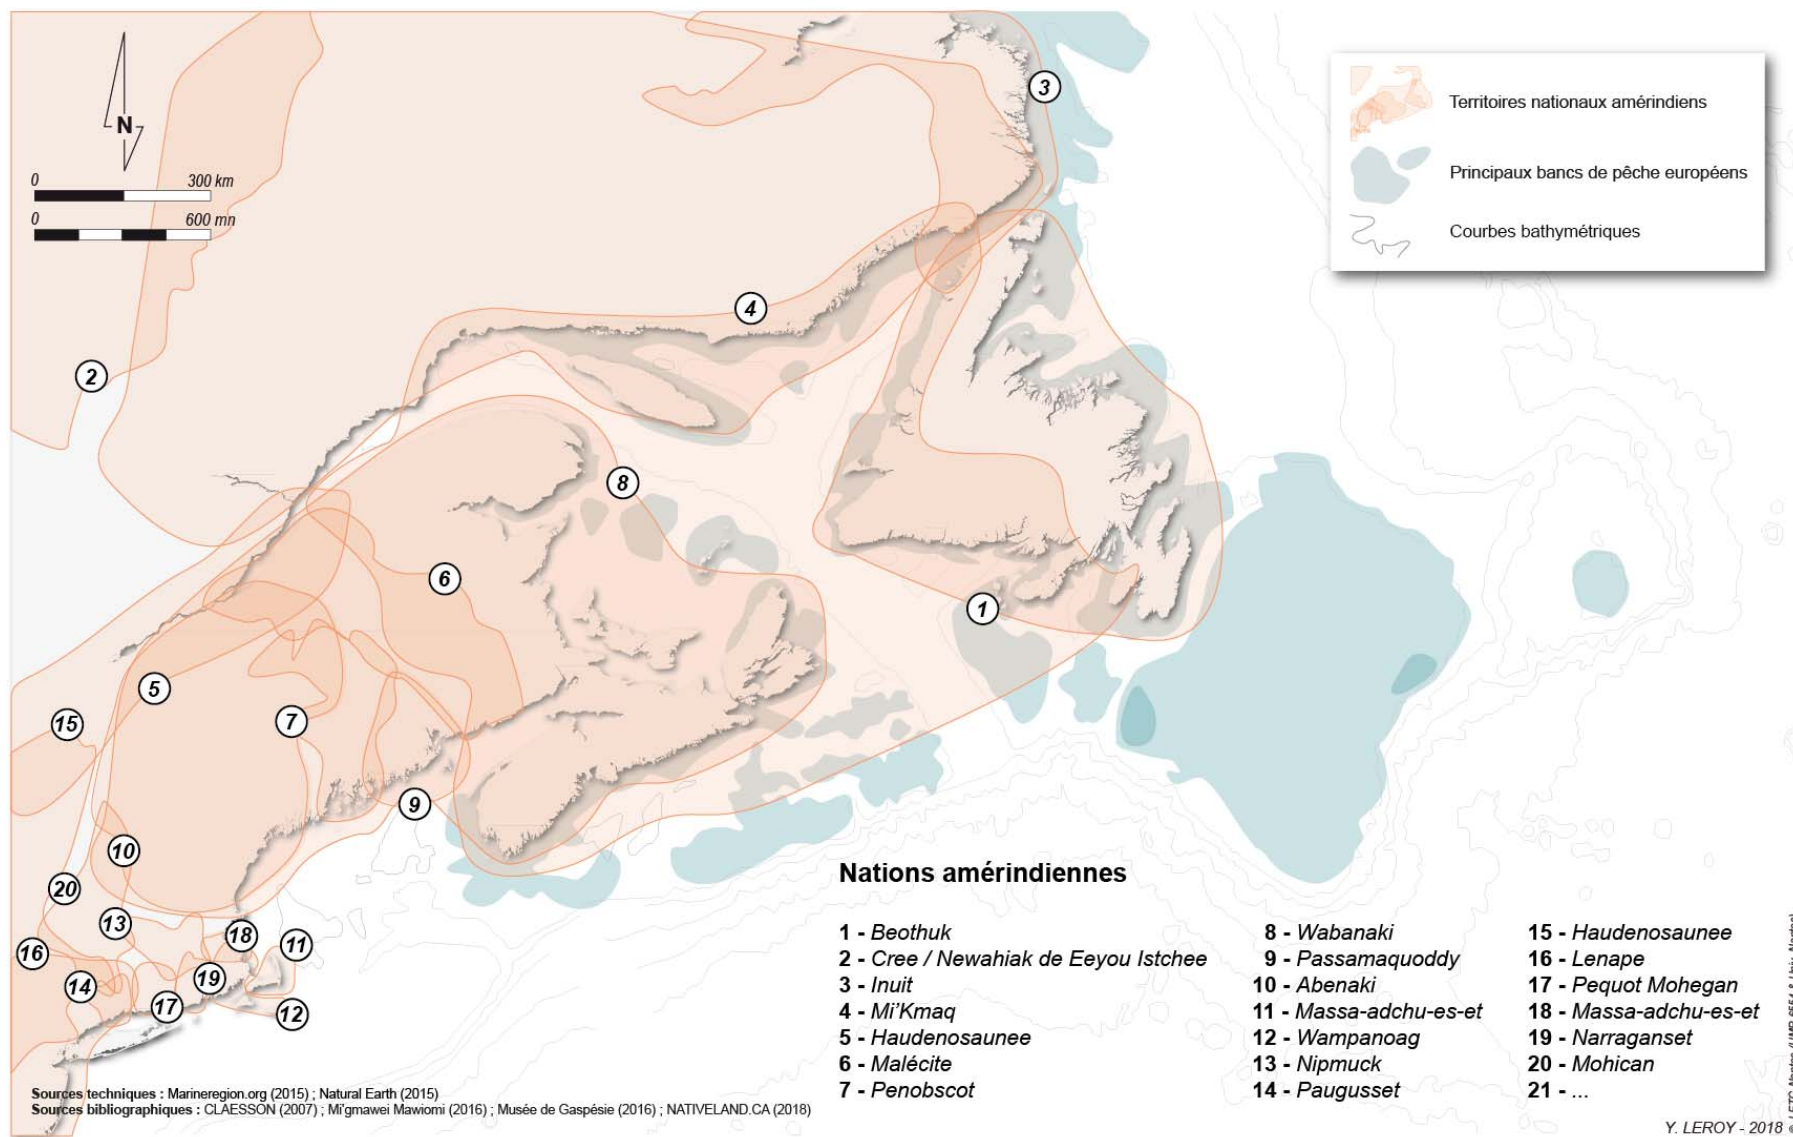 N
0 300 km
0 600 mn
3
4
2
8
6
1
5
7
15
9
10
20
13
18
11
16
19
14
17
12
Territoires nationaux amérindiens
Principaux bancs de pêche européens
Courbes bathymétriques
Nations amérindiennes
1 - Beothuk
2 - Cree / Newahiak de Eeyou Istchee
3 - Inuit
4 - Mi'Kmaq
5 - Haudenosaunee
6 - Malécite
7 - Penobscot
8 - Wabanaki
9 - Passamaquoddy
10 - Abenaki
11 - Massa-adchu-es-et
12 - Wampanoag
13 - Nipmuck
14 - Paugusset
15 - Haudenosaunee
16 - Lenape
17 - Pequot Mohegan
18 - Massa-adchu-es-et
19 - Narraganset
20 - Mohican
21 - ...
Sources techniques : Marineregion.org (2015) ; Natural Earth (2015)
Sources bibliographiques : CLAESSON (2007) ; Mi'gmawei Mawiomi (2016) ; Musée de Gaspésie (2016) ; NATIVELAND.CA (2018)
Y. LEROY - 2018